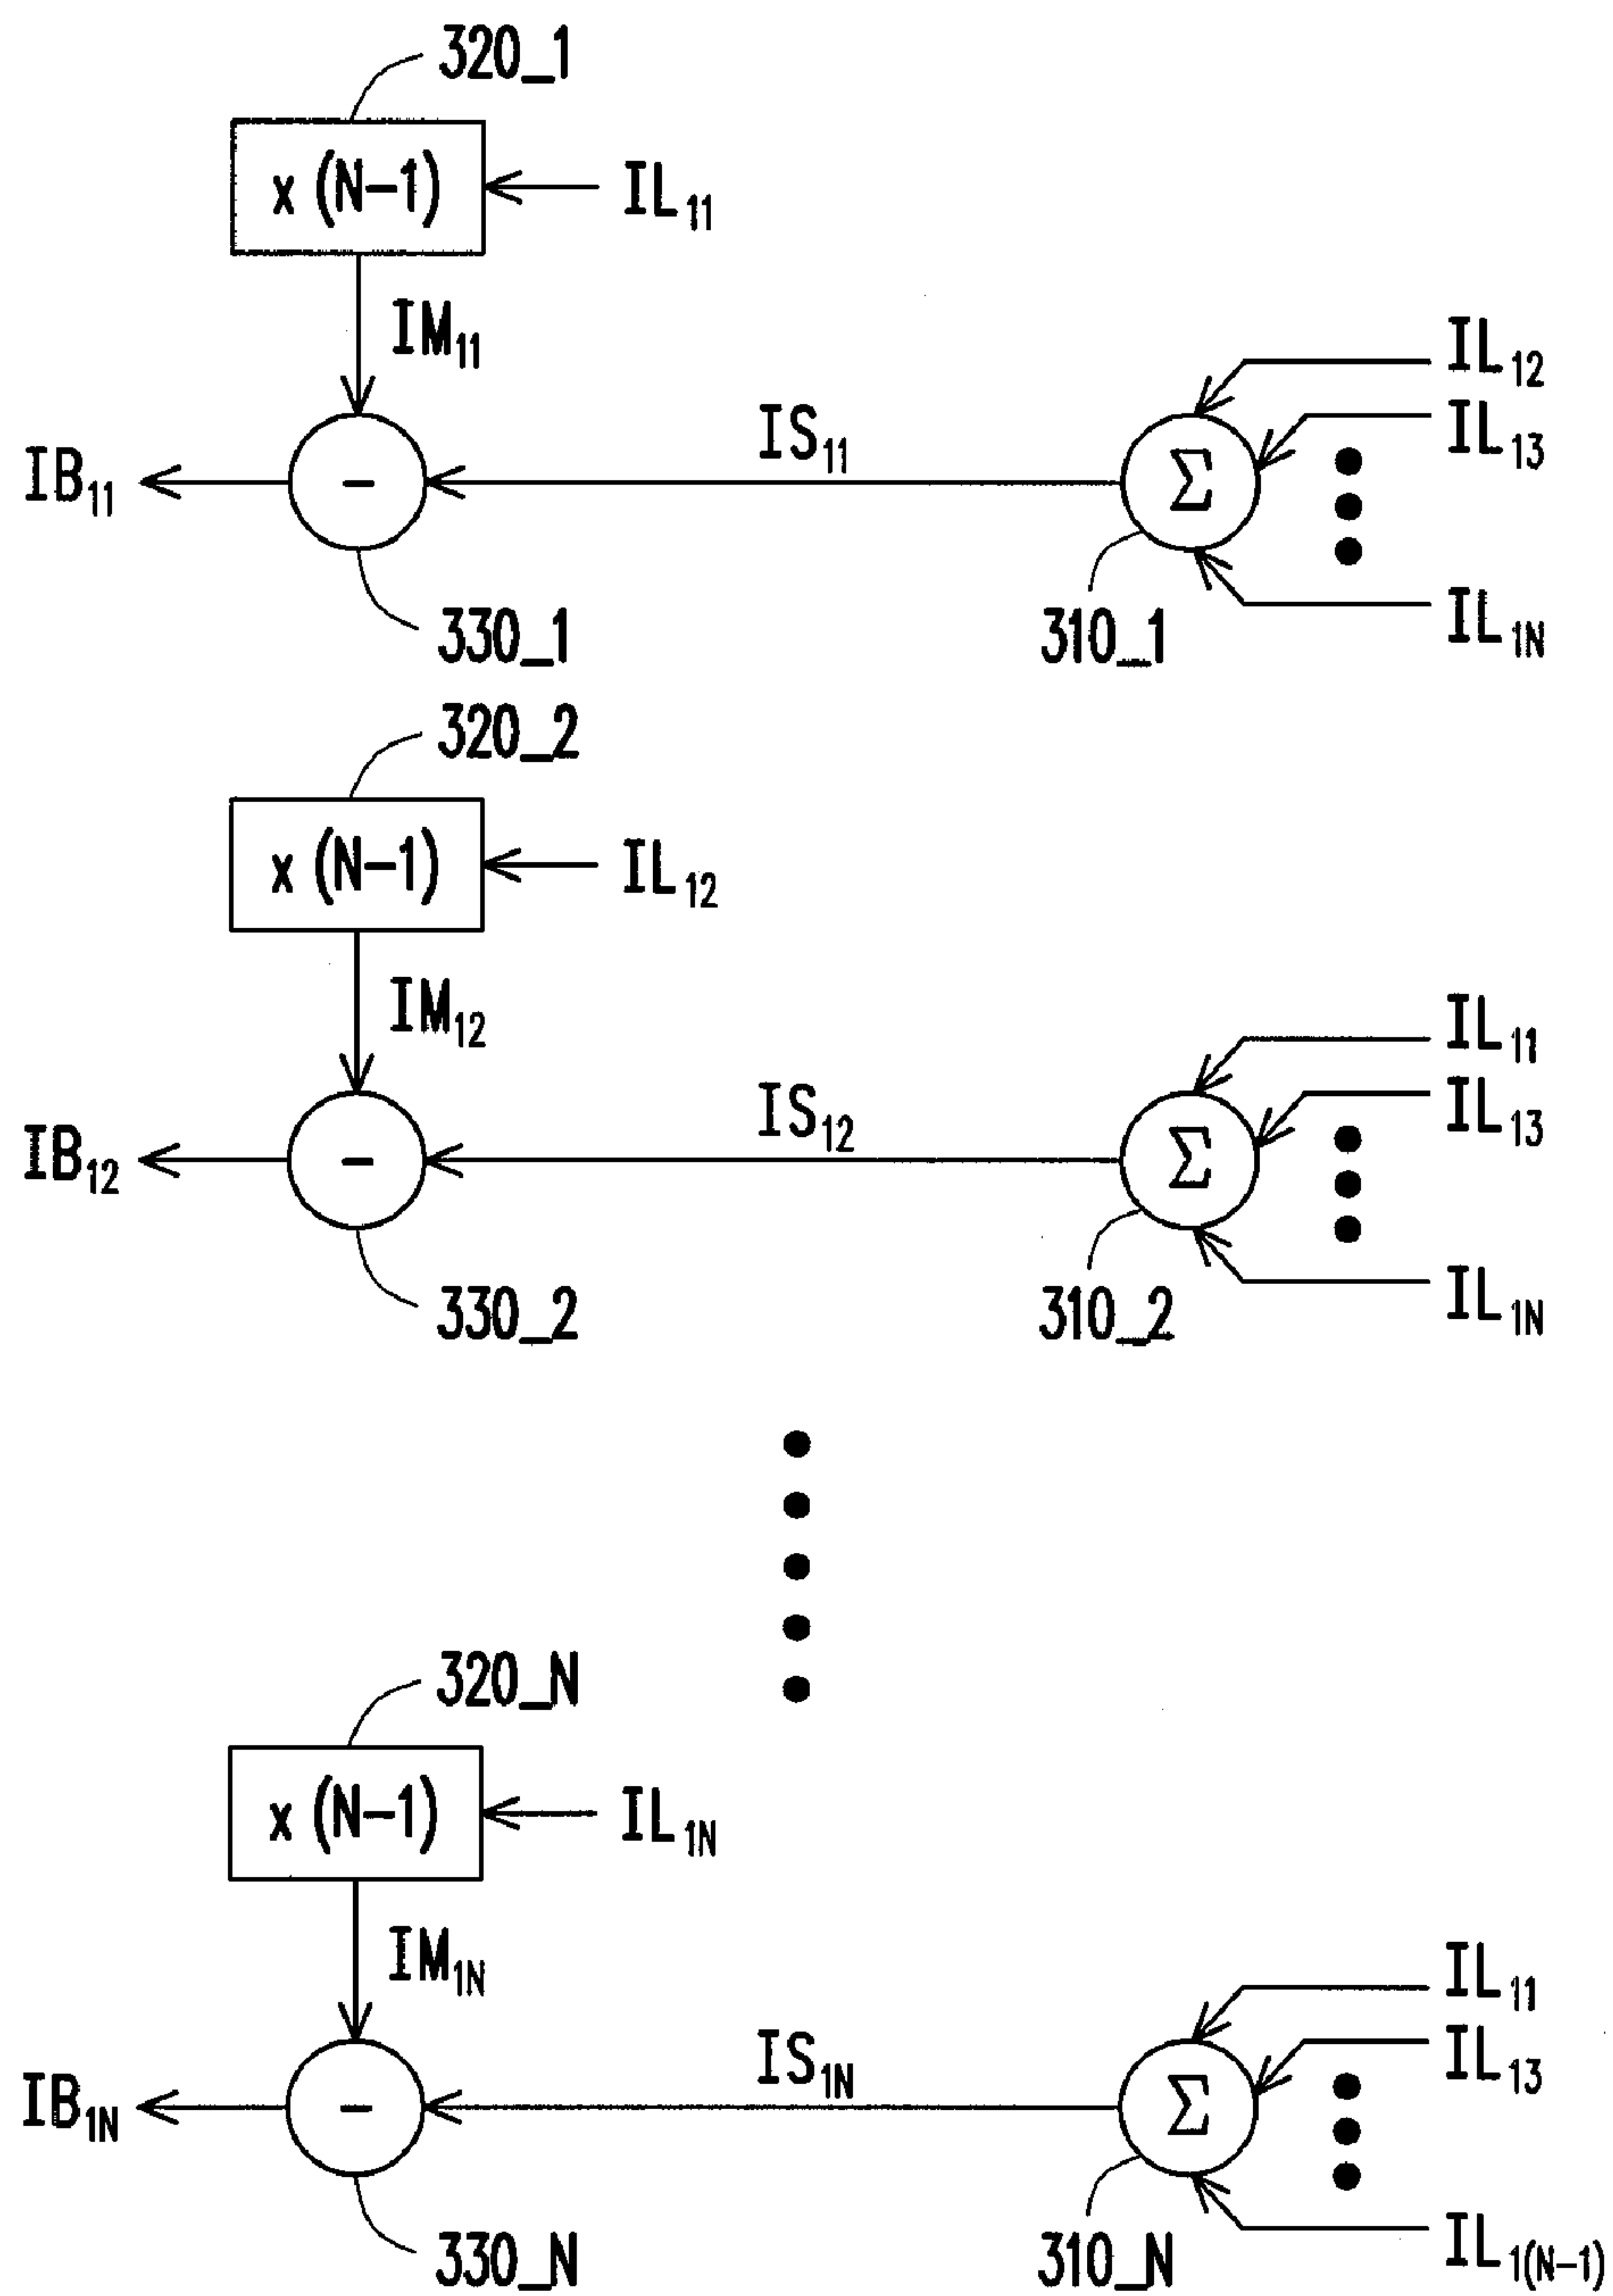 320_1
x (N-1)
IL11
IM11
IL12
IL13
IS11
Σ
IB11
-
IL1N
330_1
310_1
320_2
x (N-1)
IL12
IM12
IL11
IL13
IS12
Σ
IB12
-
IL1N
330_2
310_2
320_N
x (N-1)
IL1N
IM1N
IL11
IL13
IS1N
Σ
IB1N
-
IL1(N-1)
330_N
310_N